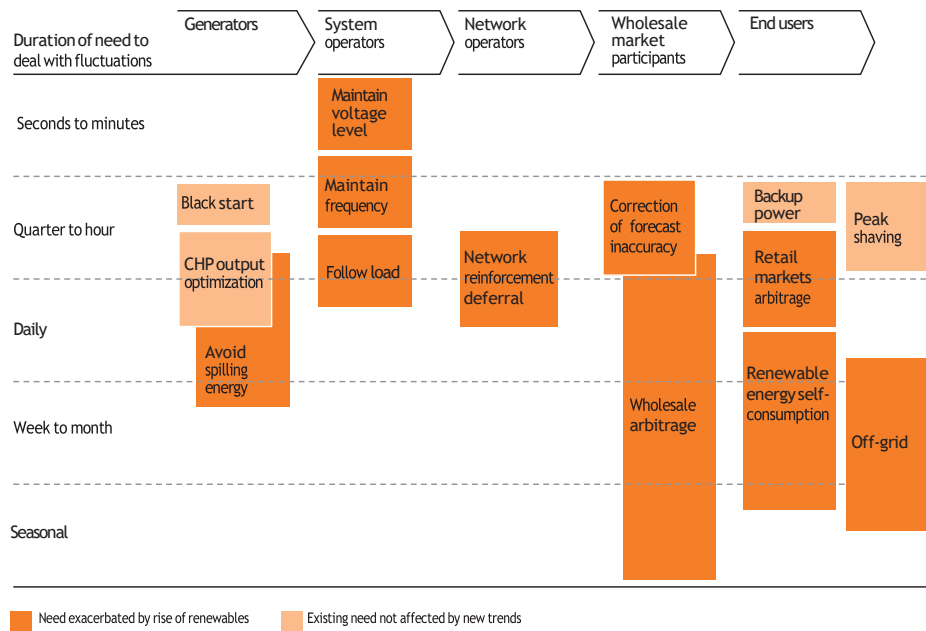 Duration of need to
deal with fluctuations
Generators
System
operators
Network
operators
Wholesale
market
participants
End users
Seconds to minutes
Maintain
voltage
level
Quarter to hour
Black start
CHP output
optimization
Maintain
frequency
Follow load
Network
reinforcement
deferral
Correction
of forecast
inaccuracy
Backup
power
Peak
shaving
Retail
markets
arbitrage
Daily
Avoid
spilling
energy
Renewable
energy self-
consumption
Week to month
Wholesale
arbitrage
Off-grid
Seasonal
Need exacerbated by rise of renewables
Existing need not affected by new trends